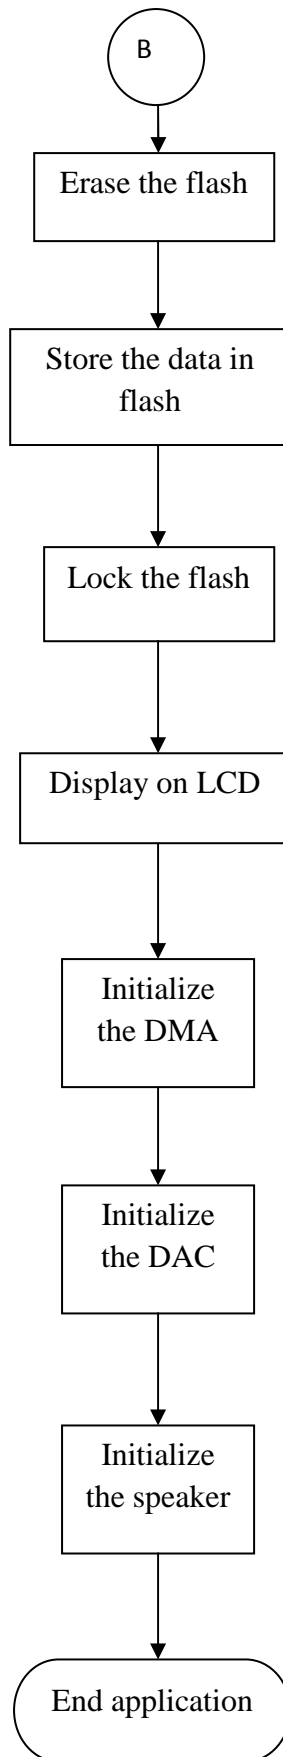 B
Erase the flash
Store the data in
flash
Lock the flash
Display on LCD
Initialize
the DMA
Initialize
the DAC
Initialize
the speaker
End application